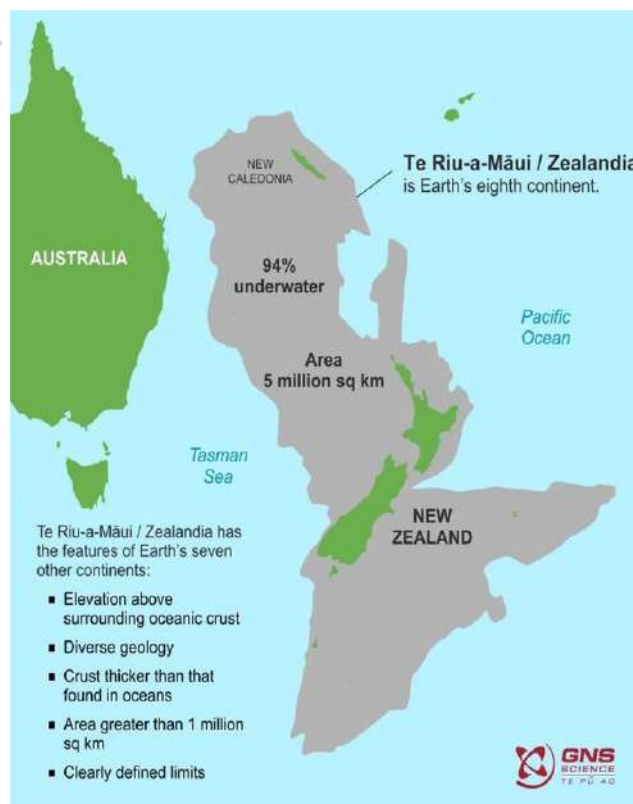 NEW
CALEDONIA
Te Riu-a-Māui / Zealandia
is Earth's eighth continent.
AUSTRALIA
94%
underwater
Pacific
Ocean
Area
5 million sq km
Tasman
Sea
NEW
ZEALAND
Te Riu-a-Māui / Zealandia has
the features of Earth's seven
other continents:
▪ Elevation above
surrounding oceanic crust
▪ Diverse geology
▪ Crust thicker than that
found in oceans
▪ Area greater than 1 million
sq km
▪ Clearly defined limits
GNS
SCIENCE
TE PŪ AO